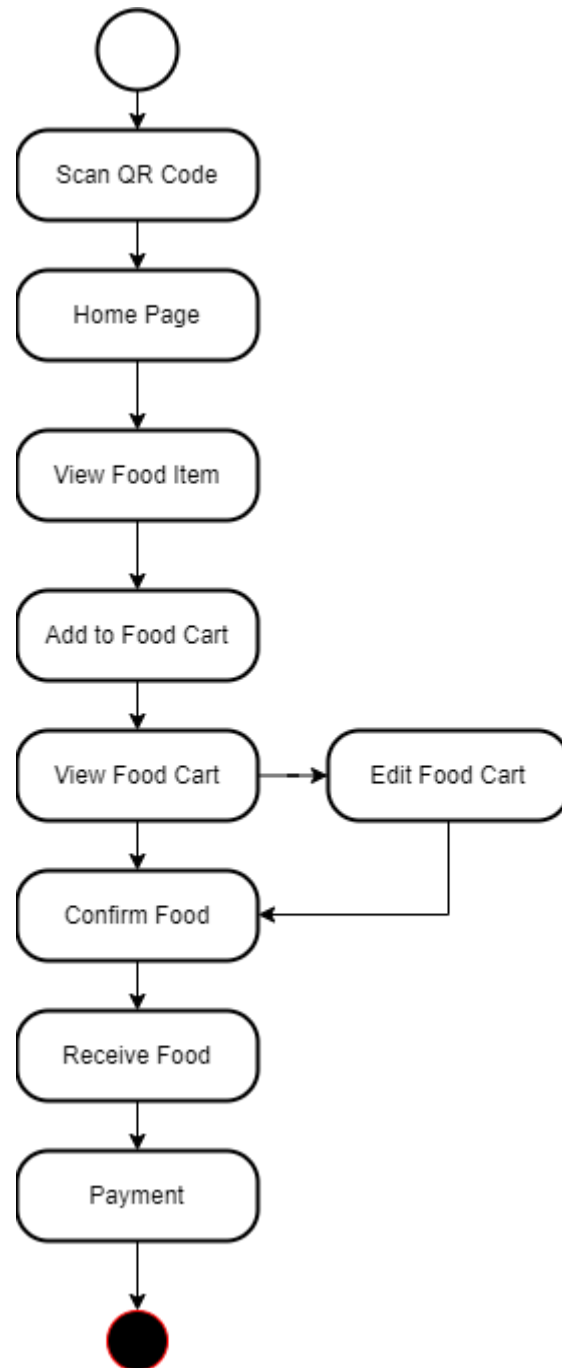 Scan QR Code
Home Page
View Food Item
Add to Food Cart
View Food Cart
Edit Food Cart
Confirm Food
Receive Food
Payment